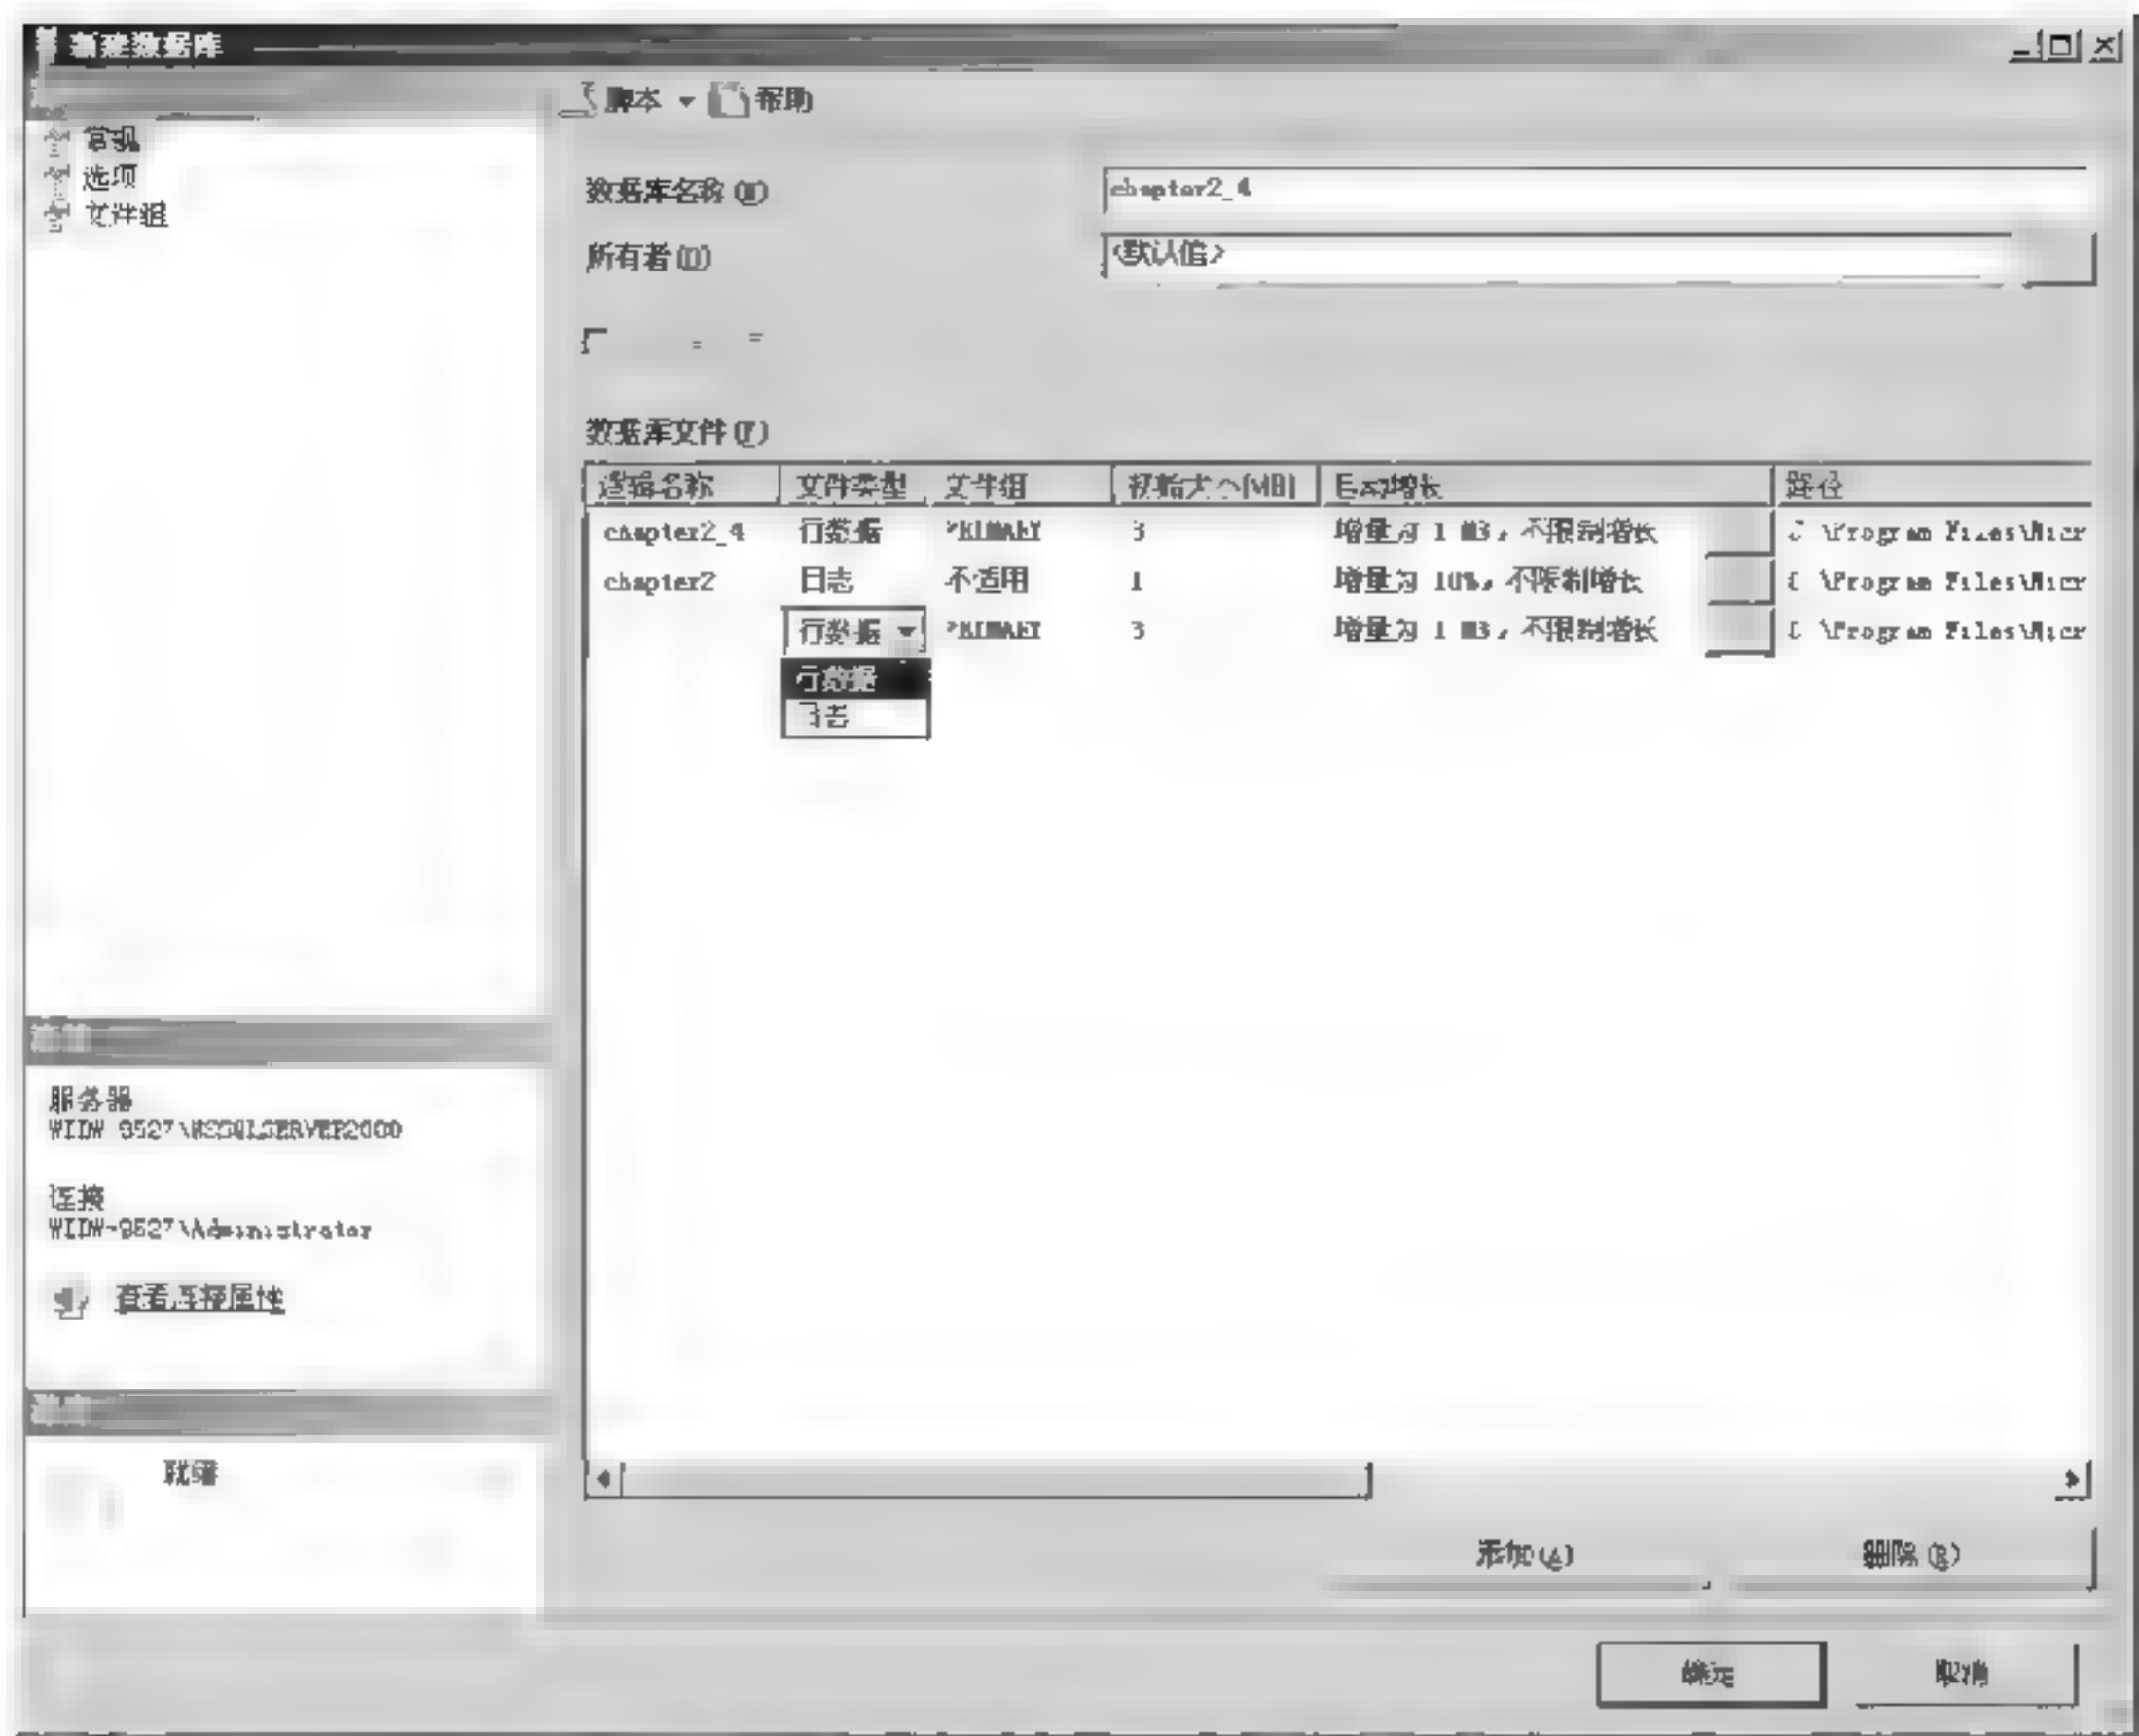 新建数据库
脚本 帮助
常规
选项
文件组
数据库名称(N) chapter2_4
所有者(O) <默认值>
数据库文件(F)
逻辑名称 文件类型 文件组 初始大小(MB) 自动增长 路径
chapter2_4 行数据 PRIMARY 3 增量为 1 MB，不限制增长 C \Program Files\Micr
chapter2 日志 不适用 1 增量为 10%，不限制增长 C \Program Files\Micr
行数据 PRIMARY 3 增量为 1 MB，不限制增长 C \Program Files\Micr
行数据
日志
连接
服务器
连接
查看连接属性
就绪
添加(A) 删除(R)
确定 取消